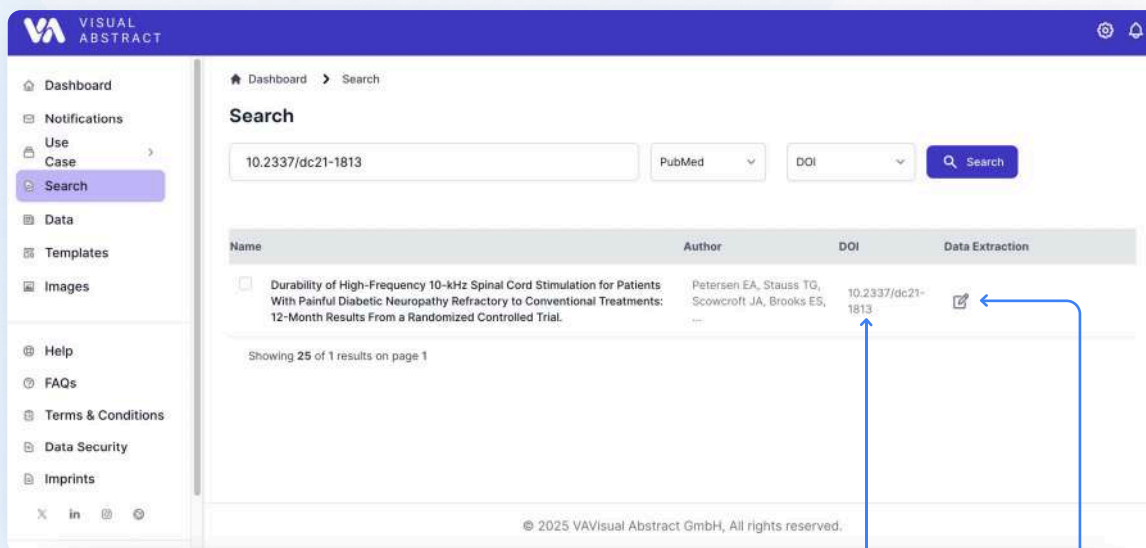 VISUAL
ABSTRACT
Dashboard
Notifications
Use
Case
Search
Data
Templates
Images
Help
FAQs
Terms & Conditions
Data Security
Imprints
Dashboard > Search
Search
10.2337/dc21-1813
PubMed
DOI
Search
Name Author DOI Data Extraction
Durability of High-Frequency 10-kHz Spinal Cord Stimulation for Patients
With Painful Diabetic Neuropathy Refractory to Conventional Treatments:
12-Month Results From a Randomized Controlled Trial.
Petersen EA, Stauss TG,
Scowcroft JA, Brooks ES,
...
10.2337/dc21-
1813
Showing 25 of 1 results on page 1
© 2025 VAVisual Abstract GmbH, All rights reserved.